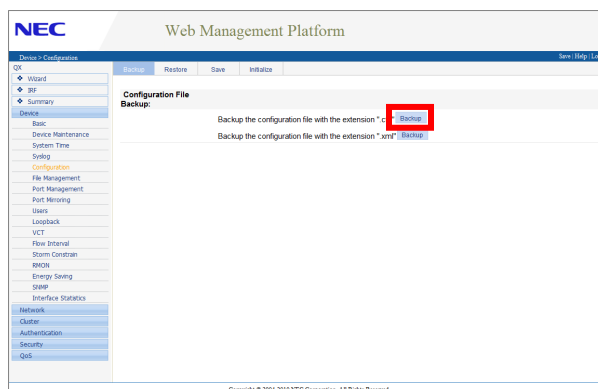 NEC
Web Management Platform
Device > Configuration
Save | Help |
QX
Wizard
IRF
Summary
Device
Basic
Device Maintenance
System Time
Syslog
Configuration
File Management
Port Management
Port Mirroring
Users
Loopback
VCT
Flow Interval
Storm Constrain
RMON
Energy Saving
SNMP
Interface Statistics
Network
Cluster
Authentication
Security
QoS
Backup Restore Save Initialize
Configuration File
Backup:
Backup the configuration file with the extension ".c Backup
Backup the configuration file with the extension ".xml" Backup